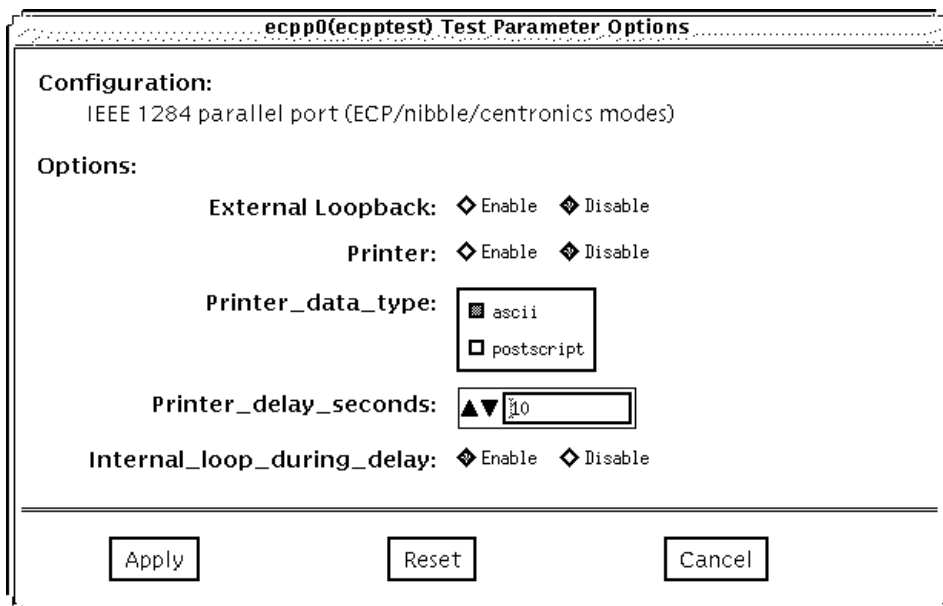 ecpp0(ecpptest) Test Parameter Options
Configuration:
IEEE 1284 parallel port (ECP/nibble/centronics modes)
Options:
External Loopback: Enable Disable
Printer: Enable Disable
Printer_data_type: ascii
postscript
Printer_delay_seconds: 10
Internal_loop_during_delay: Enable Disable
Apply Reset Cancel